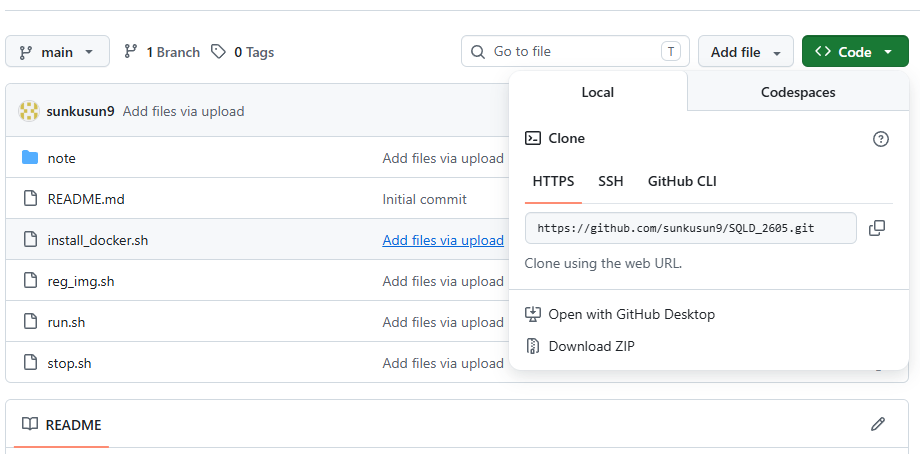 main 1 Branch 0 Tags Go to file T Add file Code
Local Codespaces
sunkusun9 Add files via upload
Clone
note Add files via upload
HTTPS SSH GitHub CLI
README.md Initial commit
https://github.com/sunkusun9/SQLD_2605.git
install_docker.sh Add files via upload
Clone using the web URL.
reg_img.sh Add files via upload
Open with GitHub Desktop
run.sh Add files via upload
Download ZIP
stop.sh Add files via upload
README